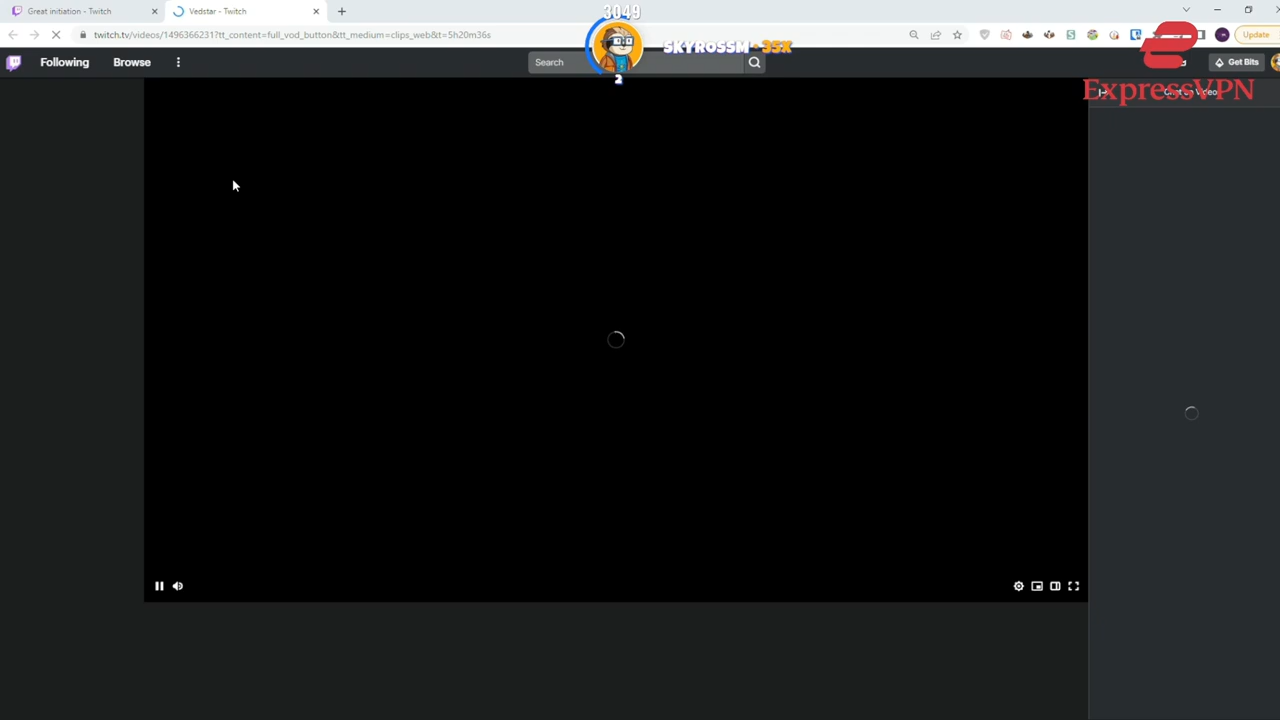 Great initiation - Twitch
Vedstar - Twitch
3049
twitch.tv/videos/1496366231?tt_content=full_vod_button&tt_medium=clips_web&t=5h20m36s
Update
SKYROSSM - 35X
Following
Browse
Search
Get Bits
2
ExpressVPN